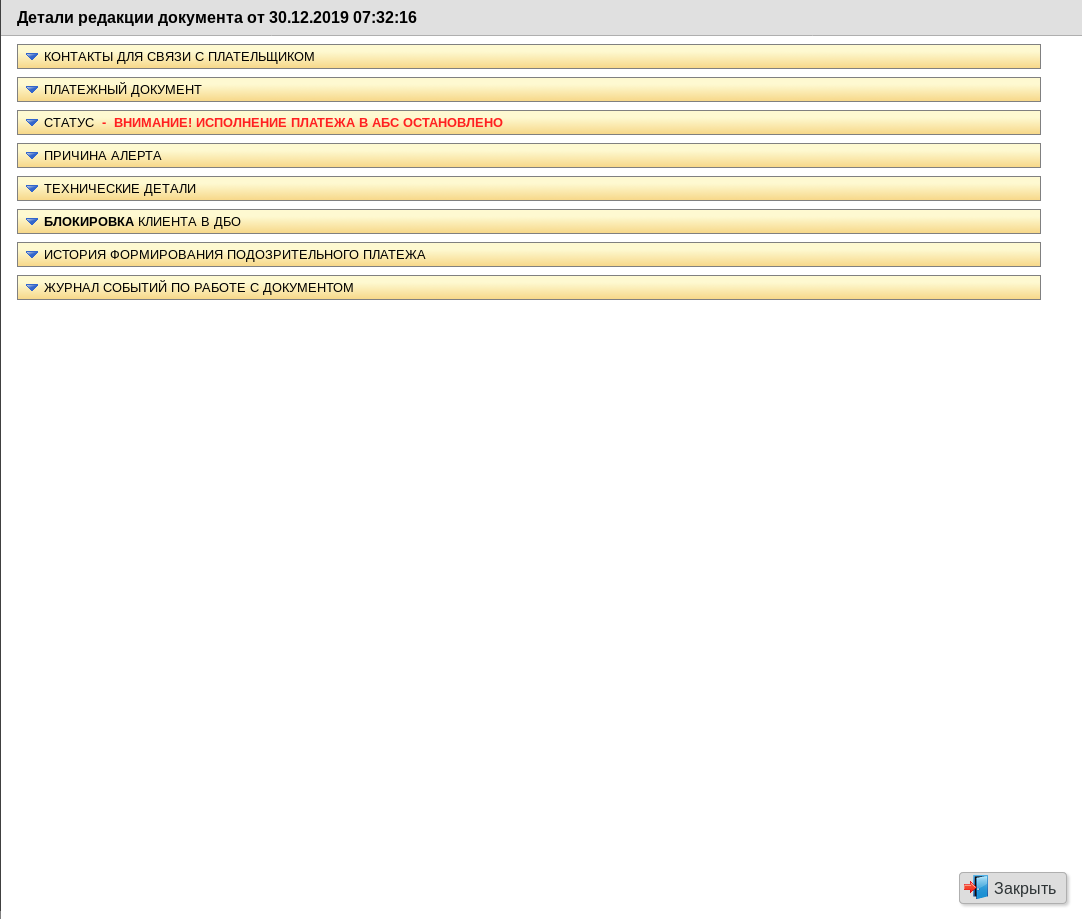 Детали редакции документа от 30.12.2019 07:32:16
КОНТАКТЫ ДЛЯ СВЯЗИ С ПЛАТЕЛЬЩИКОМ
ПЛАТЕЖНЫЙ ДОКУМЕНТ
СТАТУС - ВНИМАНИЕ! ИСПОЛНЕНИЕ ПЛАТЕЖА В АБС ОСТАНОВЛЕНО
ПРИЧИНА АЛЕРТА
ТЕХНИЧЕСКИЕ ДЕТАЛИ
БЛОКИРОВКА КЛИЕНТА В ДБО
ИСТОРИЯ ФОРМИРОВАНИЯ ПОДОЗРИТЕЛЬНОГО ПЛАТЕЖА
ЖУРНАЛ СОБЫТИЙ ПО РАБОТЕ С ДОКУМЕНТОМ
Закрыть